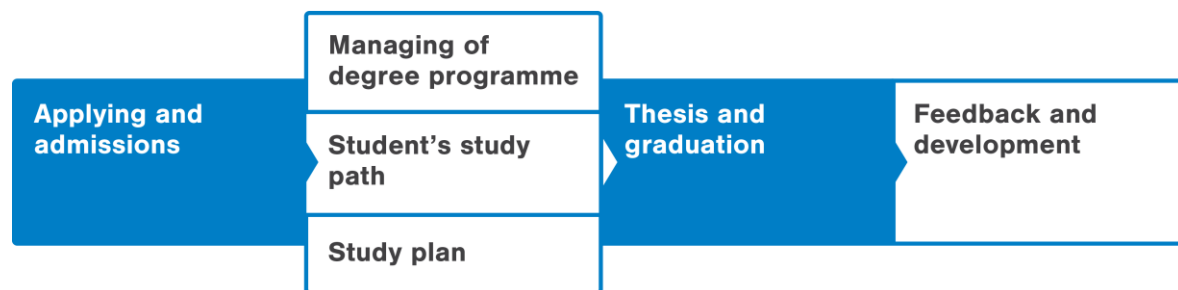 Applying and
admissions
Managing of
degree programme
Student's study
path
Study plan
Thesis and
graduation
Feedback and
development